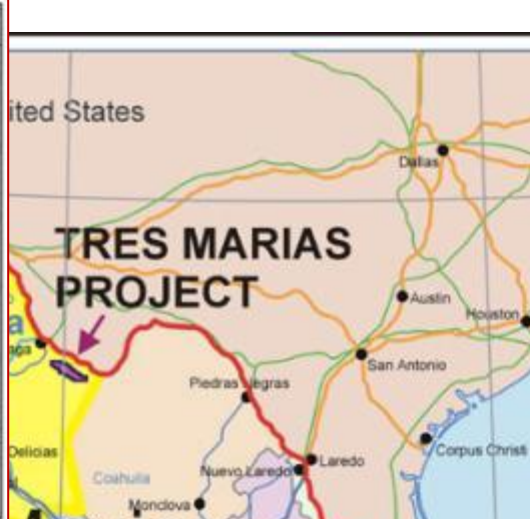 ited States
Dallas
TRES MARIAS
PROJECT
Austin
Houston
a
aga
San Antonio
Piedras Negras
Corpus Christi
Delicias
Laredo
Nuevo Laredo
Coahuila
Monclova